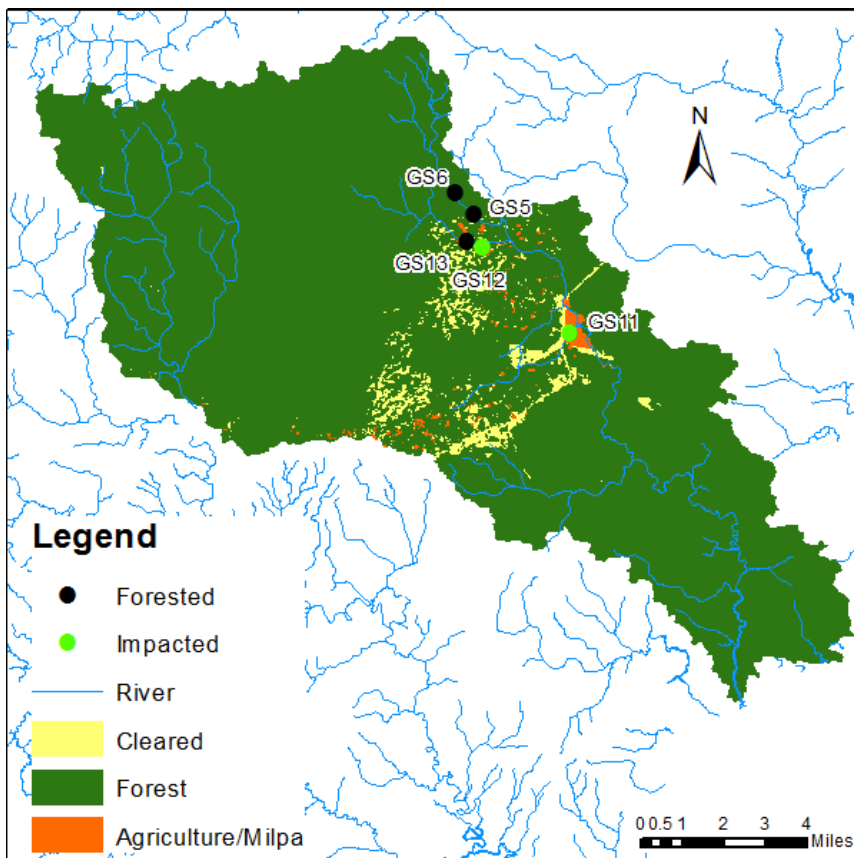 N
GS6
GS5
GS13
GS12
GS11
Legend
Forested
Impacted
River
Cleared
Forest
Agriculture/Milpa
0 0.5 1 2 3 4
Miles